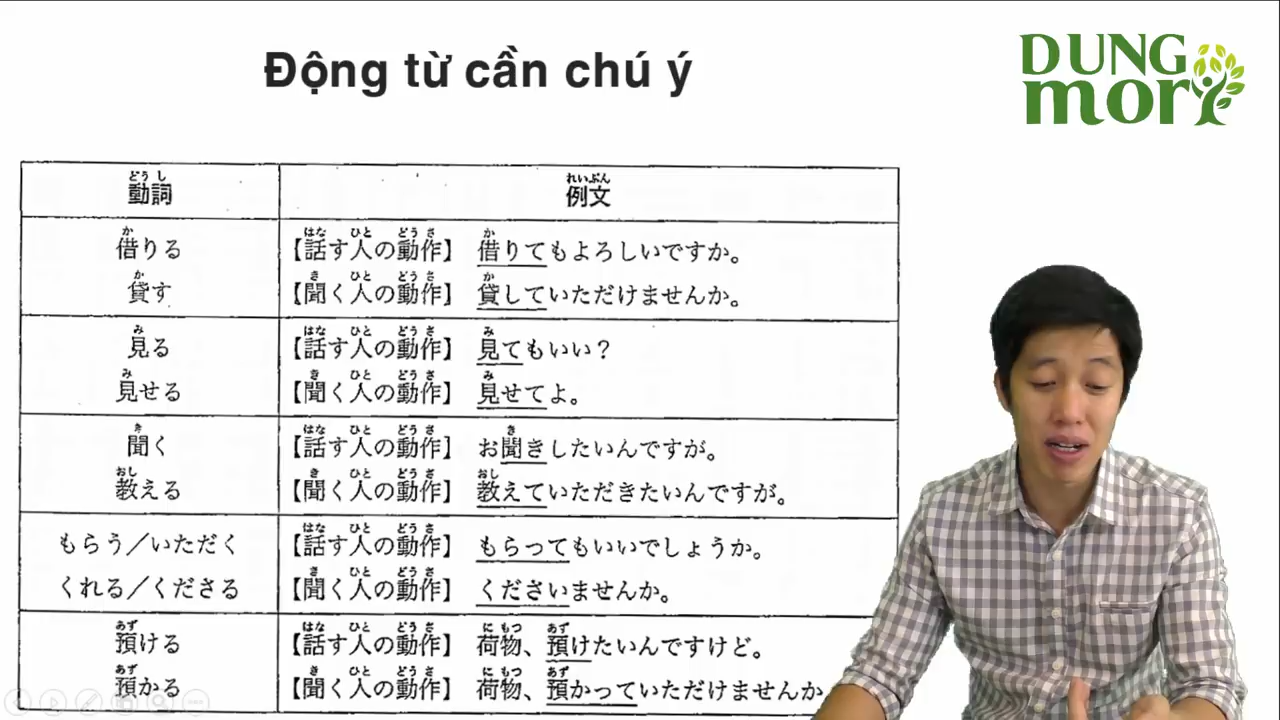 Động từ cần chú ý
DUNG
mori
動詞 例文
借りる 【話す人の動作】 借りてもよろしいですか。
貸す 【聞く人の動作】 貸していただけませんか。
見る 【話す人の動作】 見てもいい？
見せる 【聞く人の動作】 見せてよ。
聞く 【話す人の動作】 お聞きしたいんですが。
教える 【聞く人の動作】 教えていただきたいんですが。
もらう／いただく 【話す人の動作】 もらってもいいでしょうか。
くれる／くださる 【聞く人の動作】 くださいませんか。
預ける 【話す人の動作】 荷物、預けたいんですけど。
預かる 【聞く人の動作】 荷物、預かっていただけませんか